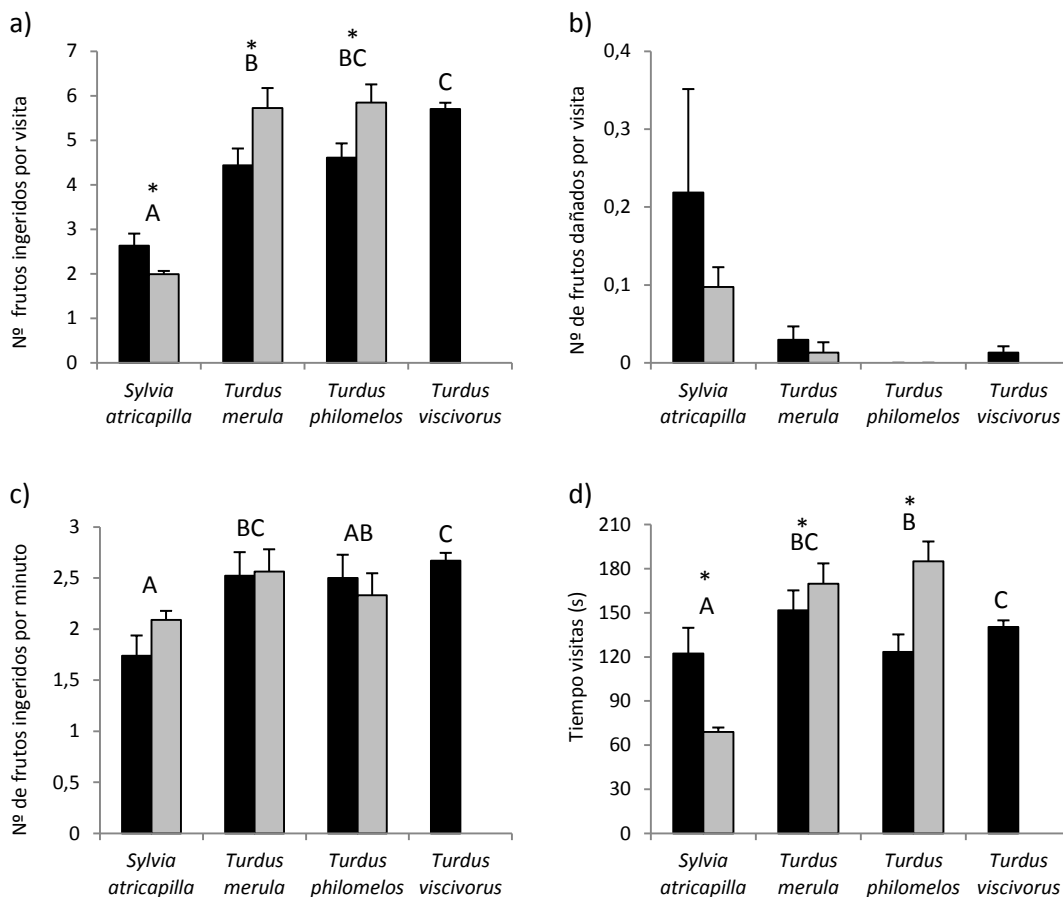 a)
Nº frutos ingeridos por visita
7
6
5
4
3
2
1
0
*
A
*
B
*
BC
C
Sylvia atricapilla
Turdus merula
Turdus philomelos
Turdus viscivorus
b)
Nº de frutos dañados por visita
0,4
0,3
0,2
0,1
0
Sylvia atricapilla
Turdus merula
Turdus philomelos
Turdus viscivorus
c)
Nº de frutos ingeridos por minuto
3
2,5
2
1,5
1
0,5
0
A
BC
AB
C
Sylvia atricapilla
Turdus merula
Turdus philomelos
Turdus viscivorus
d)
Tiempo visitas (s)
210
180
150
120
90
60
30
0
*
A
*
BC
*
B
C
Sylvia atricapilla
Turdus merula
Turdus philomelos
Turdus viscivorus